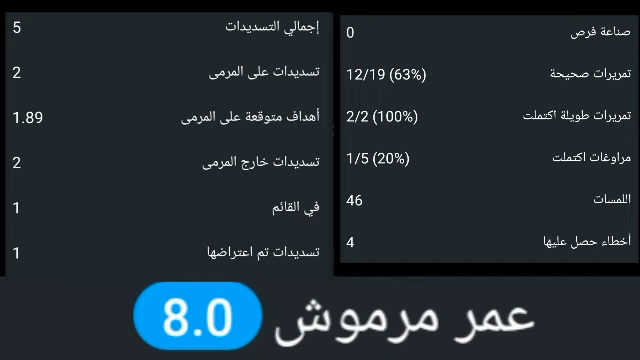 إجمالي التسديدات 5
تسديدات على المرمى 2
أهداف متوقعة على المرمى 1.89
تسديدات خارج المرمى 2
في القائم 1
تسديدات تم اعتراضها 1
صناعة فرص 0
تمريرات صحيحة 12/19 (63%)
تمريرات طويلة اكتملت 2/2 (100%)
مراوغات اكتملت 1/5 (20%)
اللمسات 46
أخطاء حصل عليها 4
عمر مرموش 8.0